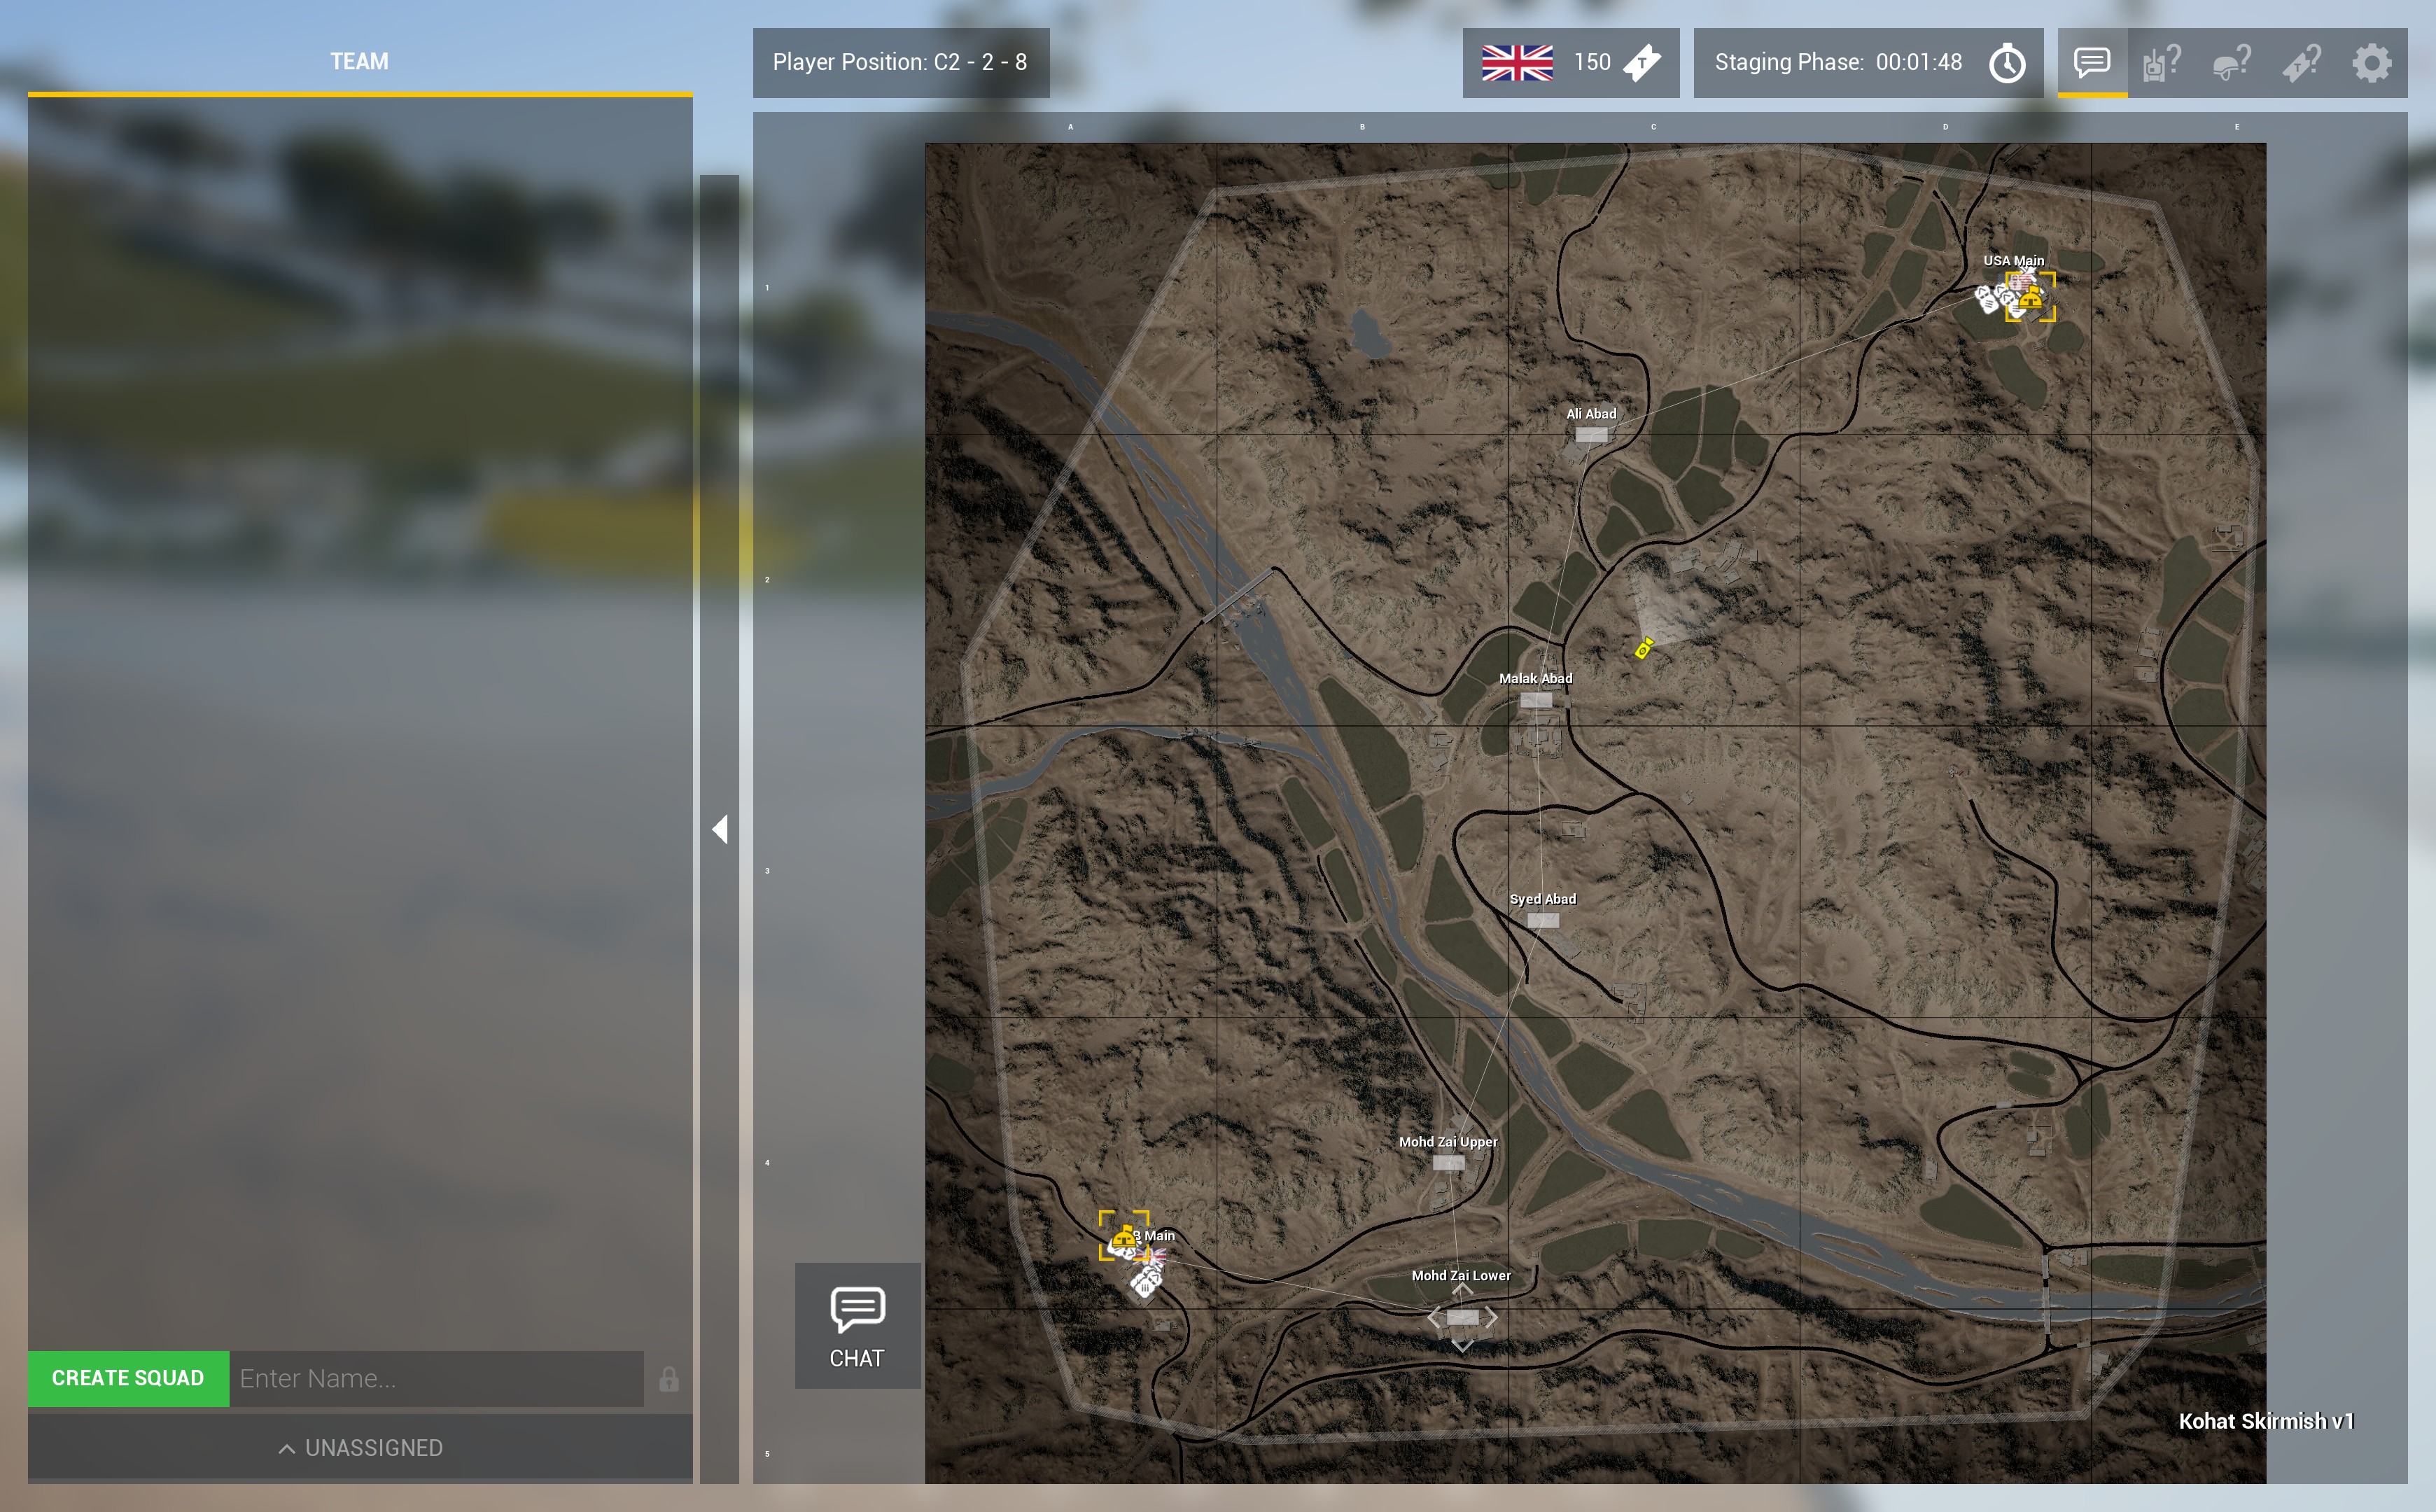 TEAM
Player Position: C2 - 2 - 8
150
Staging Phase: 00:01:48
A
B
C
D
E
1
2
3
4
5
USA Main
Ali Abad
Malak Abad
Syed Abad
Mohd Zai Upper
B Main
Mohd Zai Lower
CHAT
CREATE SQUAD
Enter Name...
UNASSIGNED
Kohat Skirmish v1